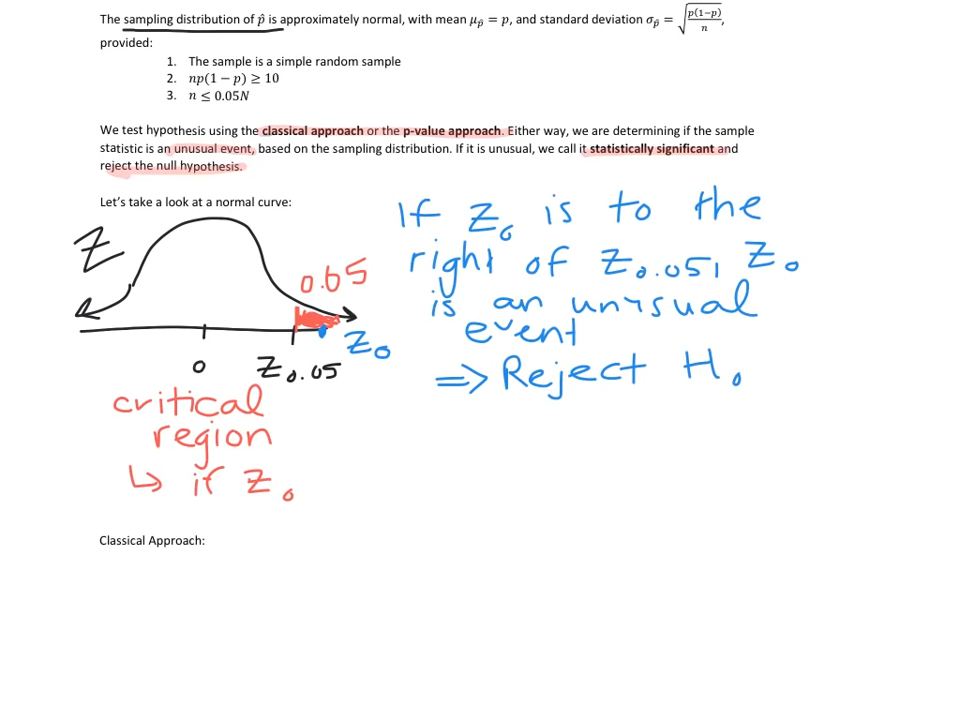 The sampling distribution of p̂ is approximately normal, with mean μp̂ = p, and standard deviation σp̂ = √(p(1−p)/n),
provided:
1. The sample is a simple random sample
2. np(1 − p) ≥ 10
3. n ≤ 0.05N
We test hypothesis using the classical approach or the p-value approach. Either way, we are determining if the sample
statistic is an unusual event, based on the sampling distribution. If it is unusual, we call it statistically significant and
reject the null hypothesis.
Let's take a look at a normal curve:
Z
0.05
Z₀
0
Z₀.₀₅
critical
region
↳ if Z₀
If Z₀ is to the
right of Z₀.₀₅, Z₀
is an unusual
event
=> Reject H₀
Classical Approach: